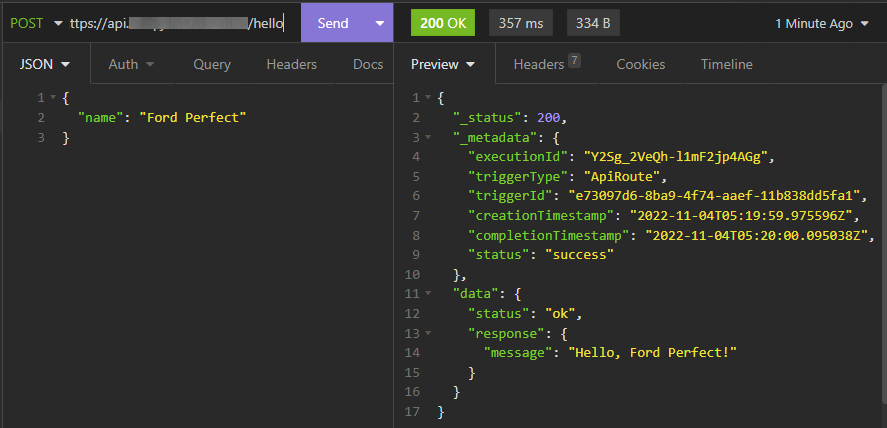 POST ttps://api. /hello Send 200 OK 357 ms 334 B 1 Minute Ago
JSON Auth Query Headers Docs Preview Headers 7 Cookies Timeline
1 {
2 "name": "Ford Perfect"
3 }
1 {
2 "_status": 200,
3 "_metadata": {
4 "executionId": "Y2Sg_2VeQh-l1mF2jp4AGg",
5 "triggerType": "ApiRoute",
6 "triggerId": "e73097d6-8ba9-4f74-aaef-11b838dd5fa1",
7 "creationTimestamp": "2022-11-04T05:19:59.975596Z",
8 "completionTimestamp": "2022-11-04T05:20:00.095038Z",
9 "status": "success"
10 },
11 "data": {
12 "status": "ok",
13 "response": {
14 "message": "Hello, Ford Perfect!"
15 }
16 }
17 }